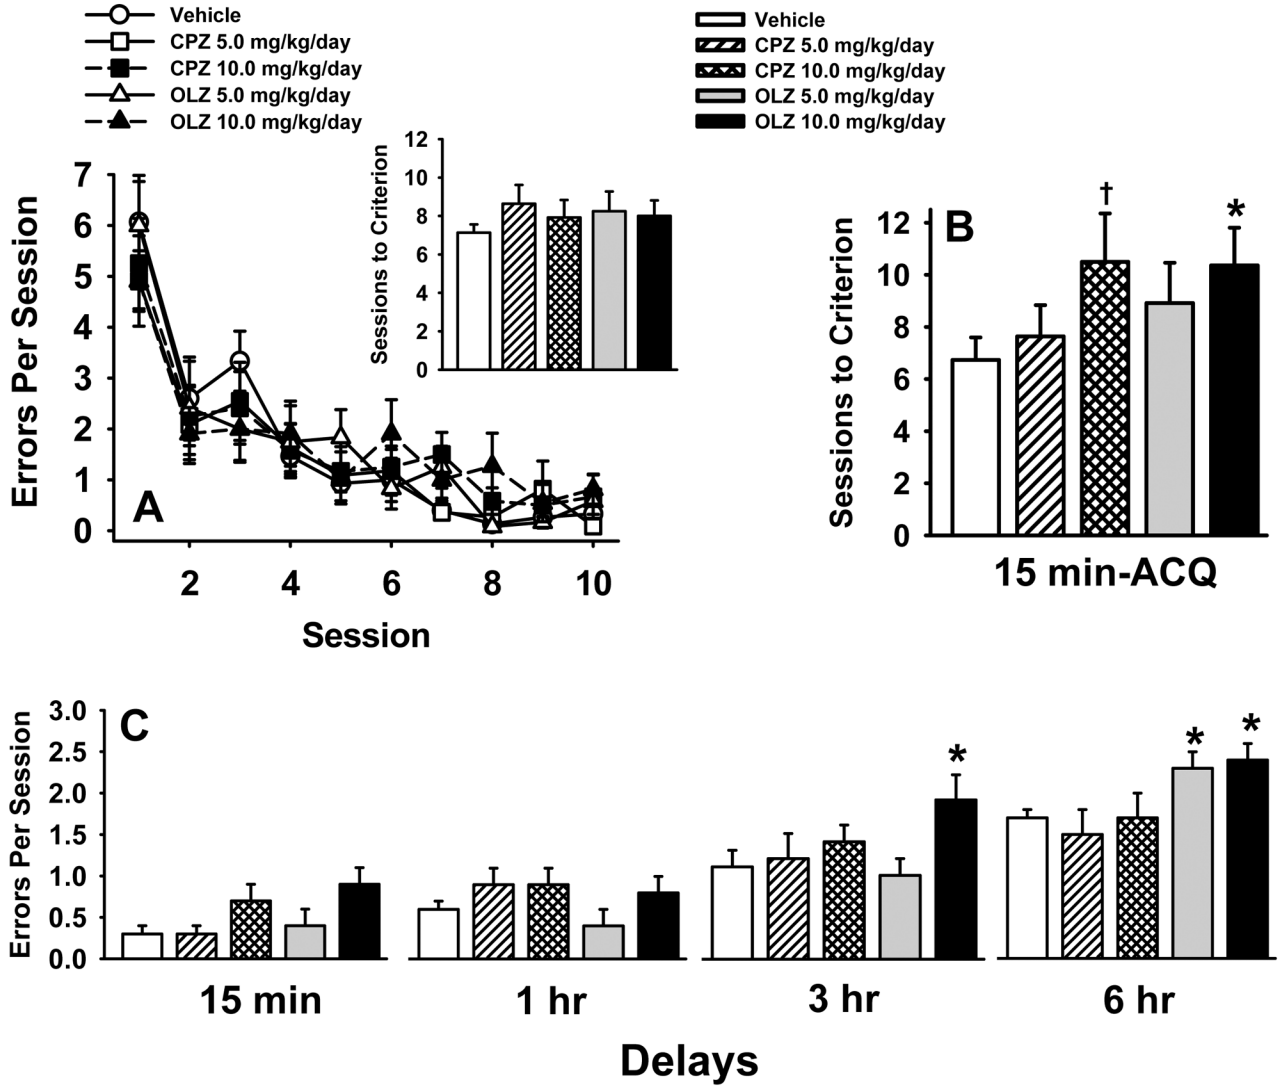 Vehicle
CPZ 5.0 mg/kg/day
CPZ 10.0 mg/kg/day
OLZ 5.0 mg/kg/day
OLZ 10.0 mg/kg/day
Vehicle
CPZ 5.0 mg/kg/day
CPZ 10.0 mg/kg/day
OLZ 5.0 mg/kg/day
OLZ 10.0 mg/kg/day
Errors Per Session
7
6
5
4
3
2
1
0
A
2 4 6 8 10
Session
Sessions to Criterion
12
10
8
6
4
2
0
B
Sessions to Criterion
12
10
8
6
4
2
0
†
*
15 min-ACQ
C
Errors Per Session
3.0
2.5
2.0
1.5
1.0
0.5
0.0
*
* *
15 min 1 hr 3 hr 6 hr
Delays